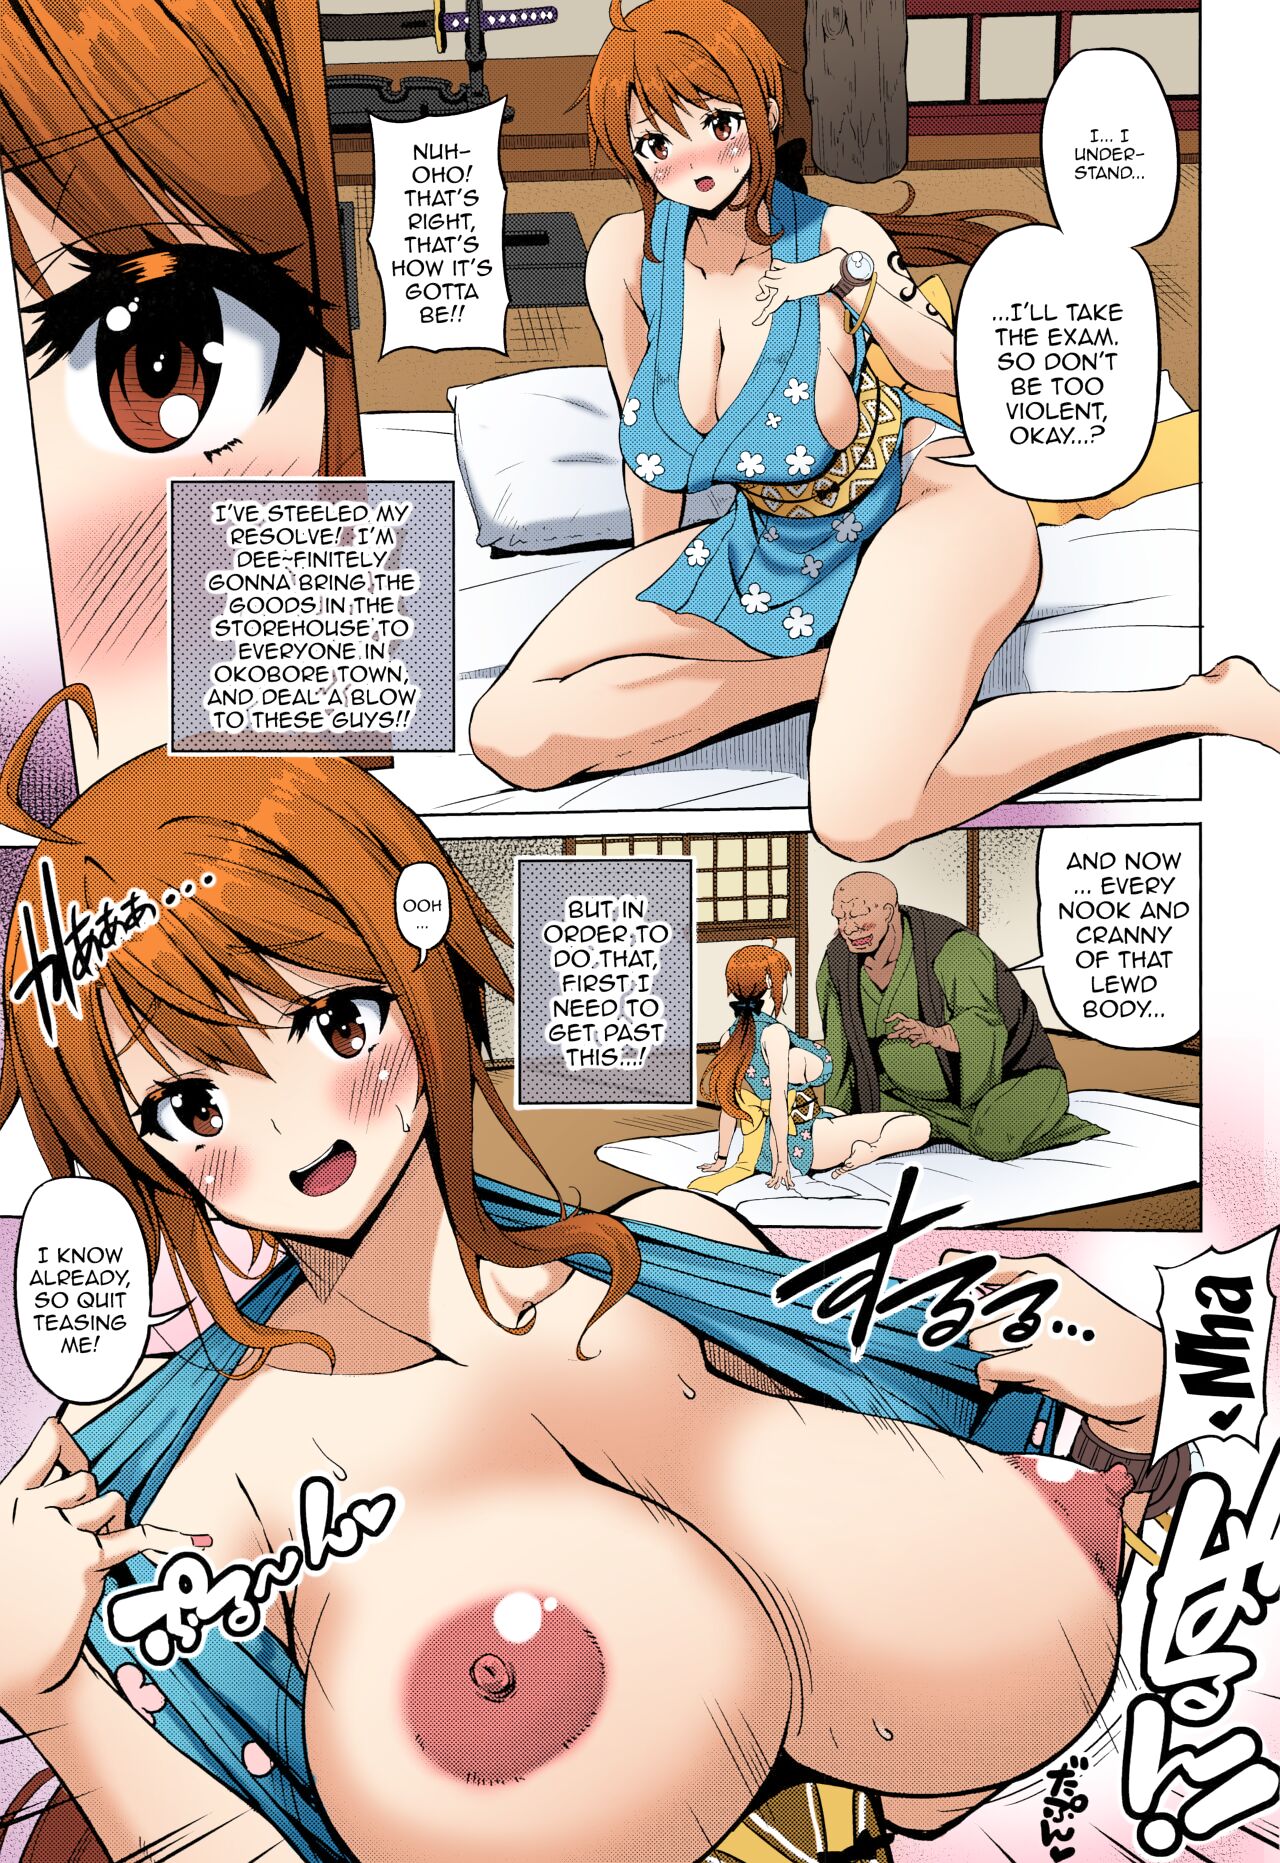 I... I
UNDER-
STAND...
...I'LL TAKE
THE EXAM.
SO DON'T
BE TOO
VIOLENT,
OKAY...?
NUH-
OHO!
THAT'S
RIGHT,
THAT'S
HOW IT'S
GOTTA
BE!!
I'VE STEELED MY
RESOLVE! I'M
DEE~FINITELY
GONNA BRING THE
GOODS IN THE
STOREHOUSE TO
EVERYONE IN
OKOBORE TOWN,
AND DEAL A BLOW
TO THESE GUYS!!
AND NOW
... EVERY
NOOK AND
CRANNY
OF THAT
LEWD
BODY...
BUT IN
ORDER TO
DO THAT,
FIRST I
NEED TO
GET PAST
THIS...!
OOH
...
I KNOW
ALREADY,
SO QUIT
TEASING
ME!
するる...
Nha♥
ぷる~ん♥
だぷん♥